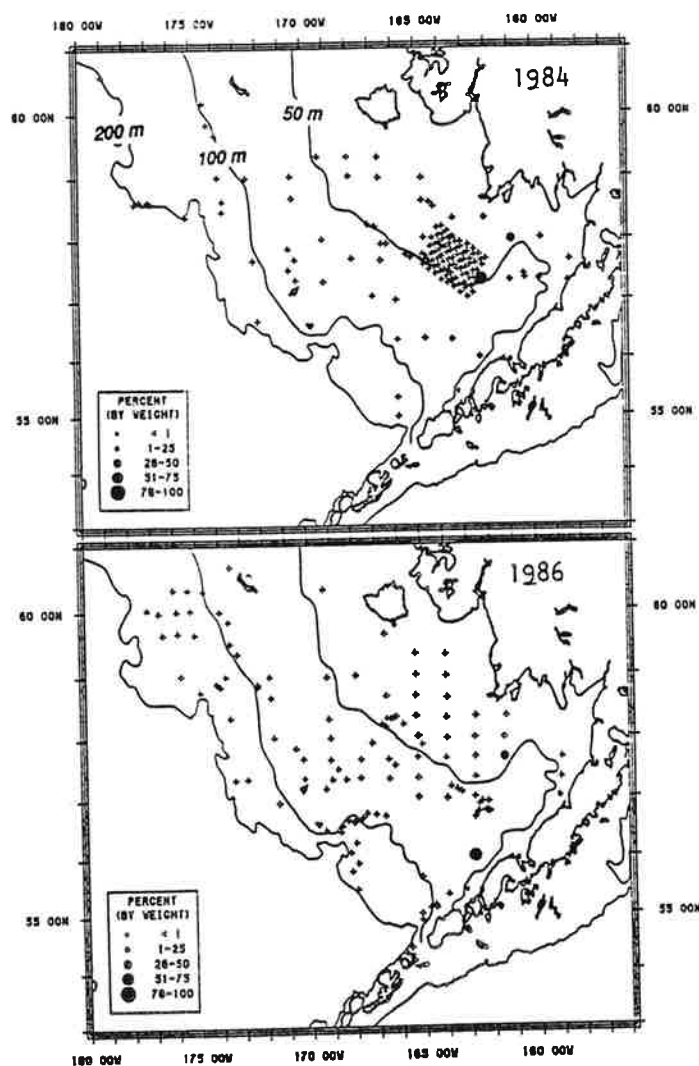 180 00W 175 00W 170 00W 165 00W 160 00W
1984
60 00N 60 00N
200 m
100 m
50 m
55 00N 55 00N
PERCENT
(BY WEIGHT)
< 1
1-25
26-50
51-75
76-100
1986
60 00N 60 00N
55 00N 55 00N
PERCENT
(BY WEIGHT)
< 1
1-25
26-50
51-75
76-100
180 00W 175 00W 170 00W 165 00W 160 00W